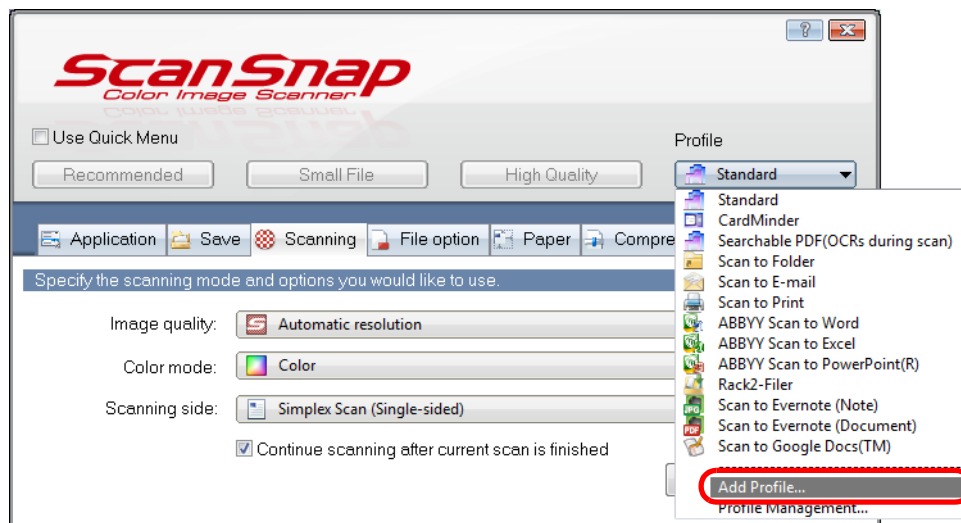 ScanSnap
Color Image Scanner
Use Quick Menu
Profile
Recommended
Small File
High Quality
Standard
Application
Save
Scanning
File option
Paper
Compre
Specify the scanning mode and options you would like to use.
Image quality:
Automatic resolution
Color mode:
Color
Scanning side:
Simplex Scan (Single-sided)
Continue scanning after current scan is finished
Standard
CardMinder
Searchable PDF(OCRs during scan)
Scan to Folder
Scan to E-mail
Scan to Print
ABBYY Scan to Word
ABBYY Scan to Excel
ABBYY Scan to PowerPoint(R)
Rack2-Filer
Scan to Evernote (Note)
Scan to Evernote (Document)
Scan to Google Docs(TM)
Add Profile...
Profile Management...